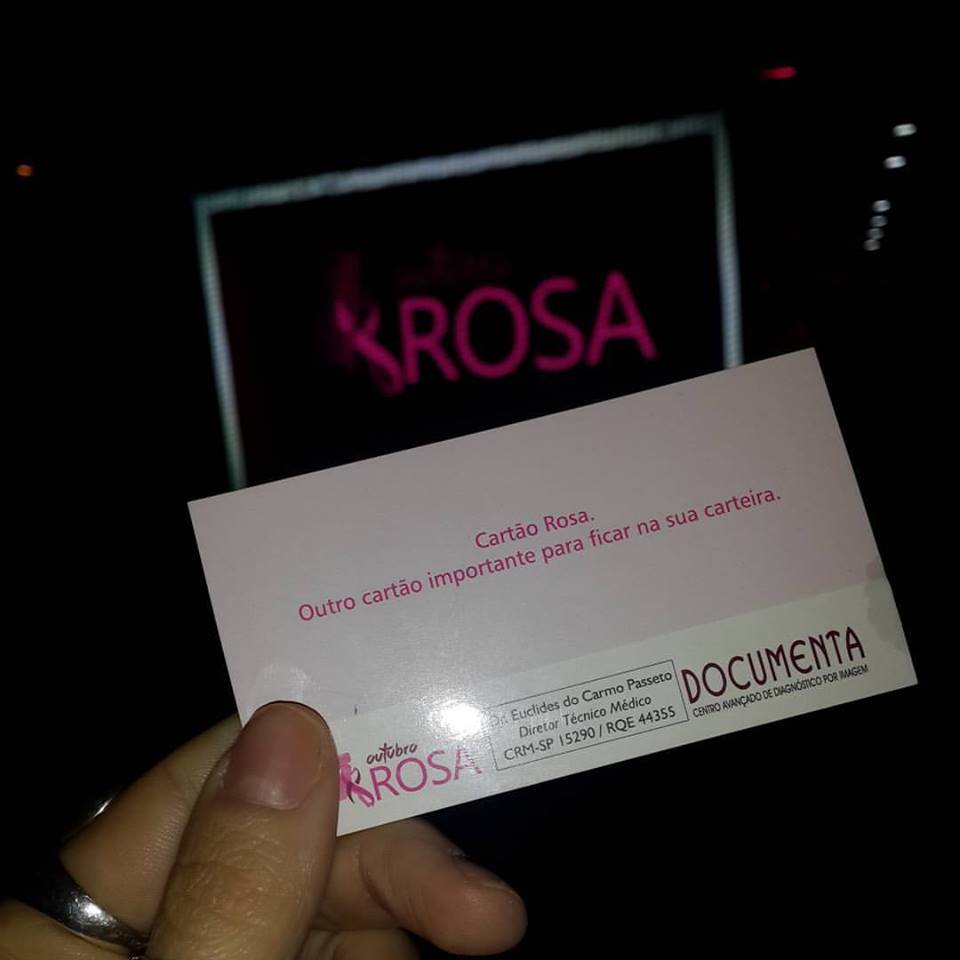 ROSA
Cartão Rosa.
Outro cartão importante para ficar na sua carteira.
outubro
ROSA
Dr. Euclides do Carmo Passeto
Diretor Técnico Médico
CRM-SP 15290 / RQE 44355
DOCUMENTA
CENTRO AVANÇADO DE DIAGNÓSTICO POR IMAGEM